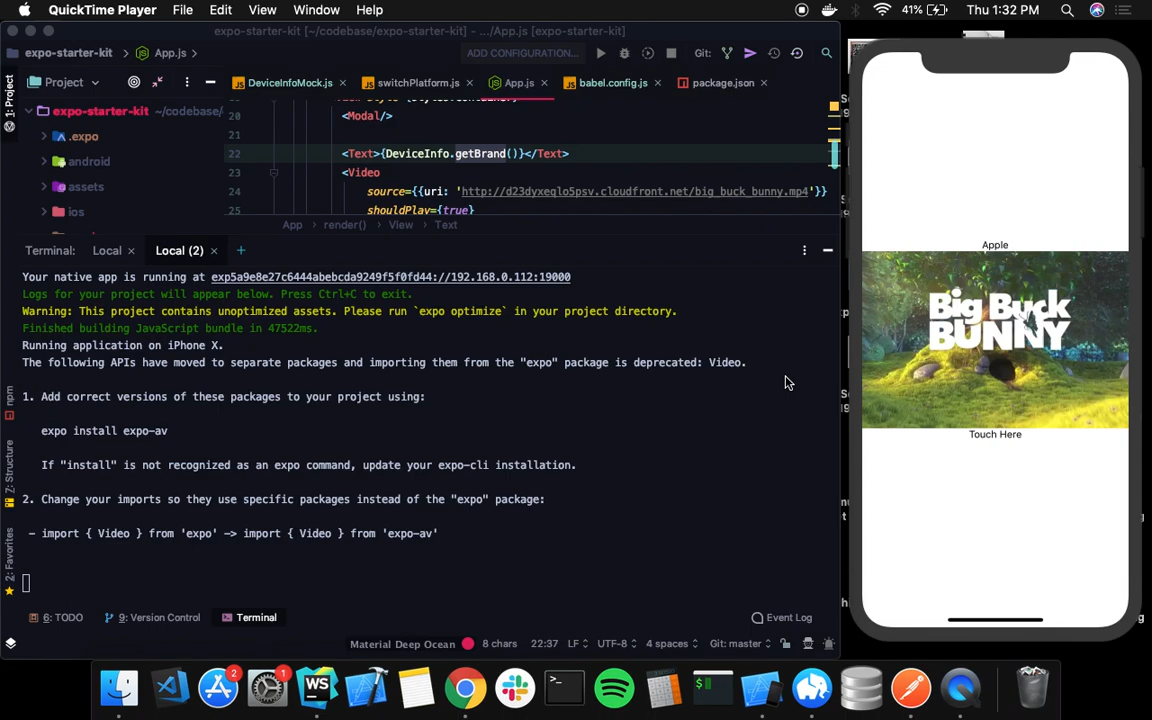 QuickTime Player File Edit View Window Help 41% Thu 1:32 PM
expo-starter-kit [~/codebase/expo-starter-kit] - .../App.js [expo-starter-kit]
expo-starter-kit App.js ADD CONFIGURATION... Git:
1: Project Project DeviceInfoMock.js switchPlatform.js App.js babel.config.js package.json
expo-starter-kit ~/codebase/
20 <Modal/>
.expo
21
android
22 <Text>{DeviceInfo.getBrand()}</Text>
23 <Video
assets
24 source={{uri: 'http://d23dyxeqlo5psv.cloudfront.net/big_buck_bunny.mp4'}}
ios
25 shouldPlay={true}
App render() View Text
Terminal: Local Local (2)
Your native app is running at exp5a9e8e27c6444abebcda9249f5f0fd44://192.168.0.112:19000
Logs for your project will appear below. Press Ctrl+C to exit.
Warning: This project contains unoptimized assets. Please run `expo optimize` in your project directory.
Finished building JavaScript bundle in 47522ms.
Running application on iPhone X.
The following APIs have moved to separate packages and importing them from the "expo" package is deprecated: Video.
1. Add correct versions of these packages to your project using:
expo install expo-av
If "install" is not recognized as an expo command, update your expo-cli installation.
2. Change your imports so they use specific packages instead of the "expo" package:
- import { Video } from 'expo' -> import { Video } from 'expo-av'
npm
7: Structure
2: Favorites
6: TODO 9: Version Control Terminal Event Log
Material Deep Ocean 8 chars 22:37 LF UTF-8 4 spaces Git: master
Apple
Big Buck
BUNNY
Touch Here
2 1 WS